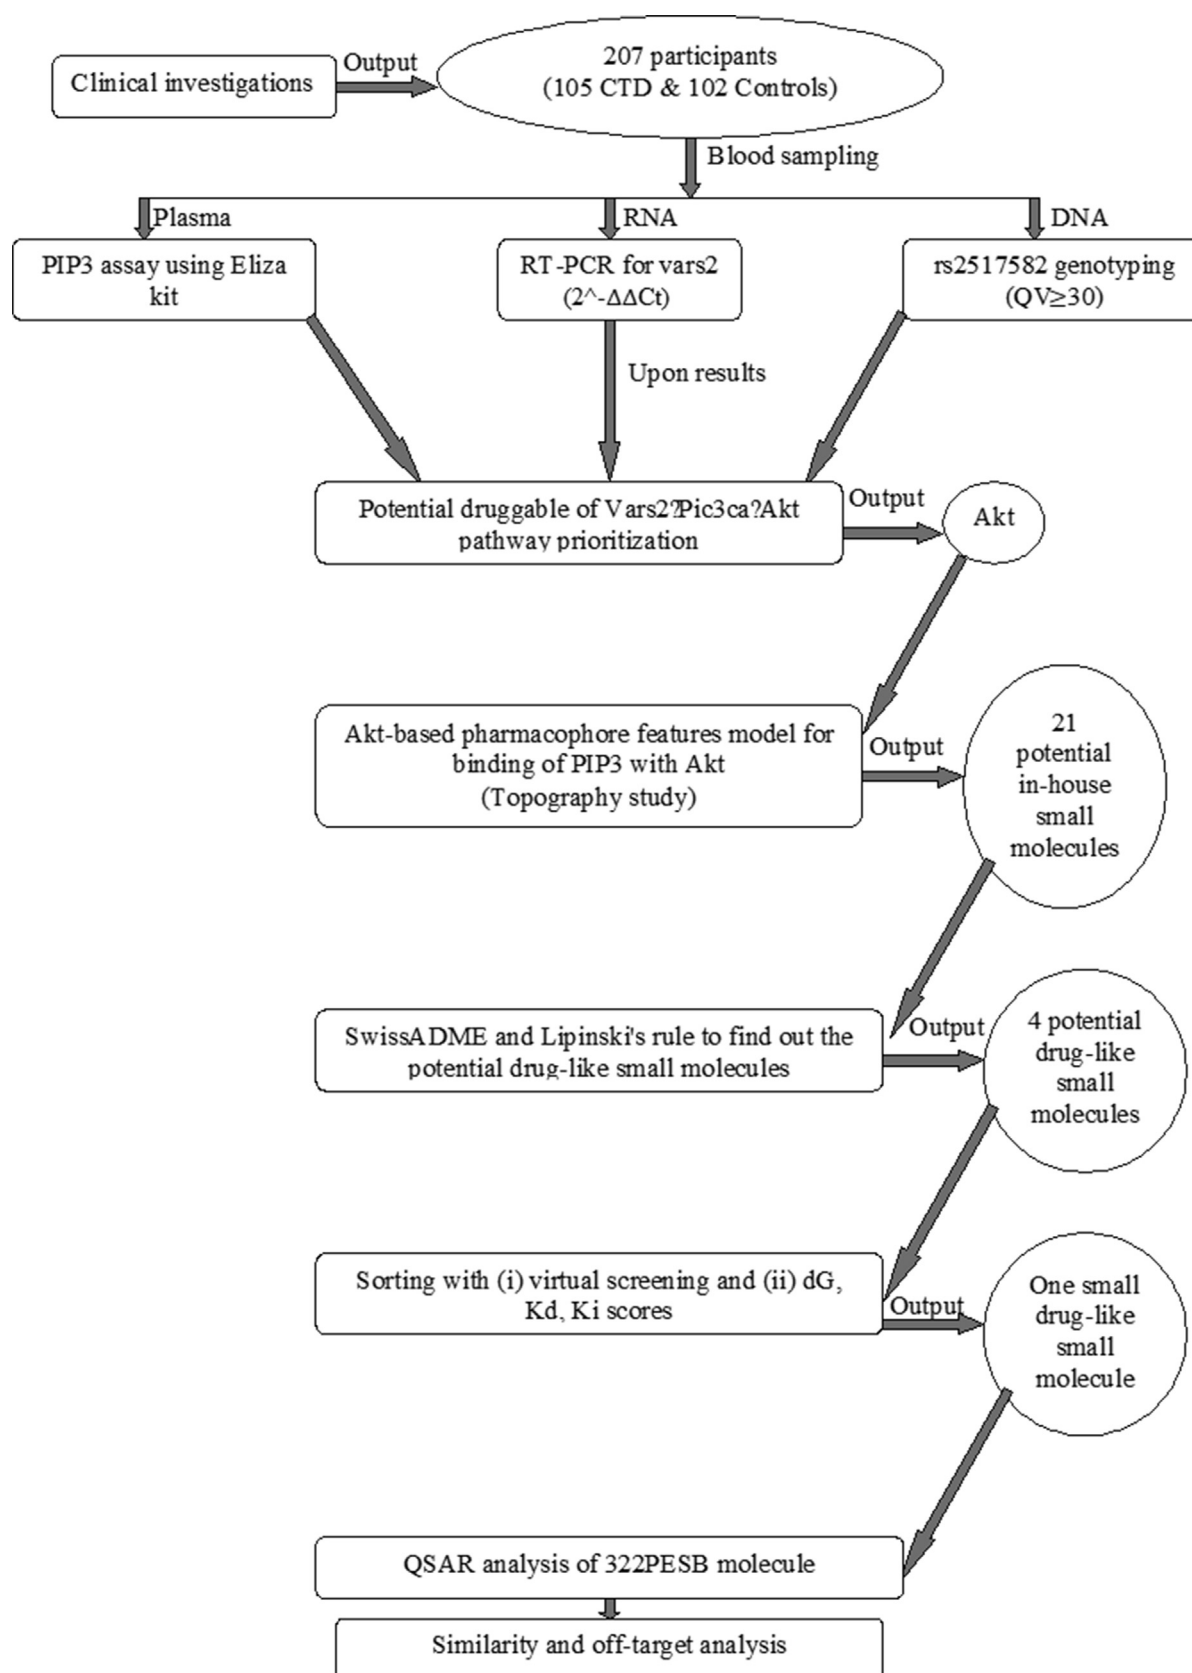 Clinical investigations
Output
207 participants
(105 CTD & 102 Controls)
Blood sampling
Plasma
RNA
DNA
PIP3 assay using Eliza
kit
RT-PCR for vars2
(2^-ΔΔCt)
rs2517582 genotyping
(QV≥30)
Upon results
Potential druggable of Vars2?Pic3ca?Akt
pathway prioritization
Output
Akt
Akt-based pharmacophore features model for
binding of PIP3 with Akt
(Topography study)
Output
21
potential
in-house
small
molecules
SwissADME and Lipinski's rule to find out the
potential drug-like small molecules
Output
4 potential
drug-like
small
molecules
Sorting with (i) virtual screening and (ii) dG,
Kd, Ki scores
Output
One small
drug-like
small
molecule
QSAR analysis of 322PESB molecule
Similarity and off-target analysis